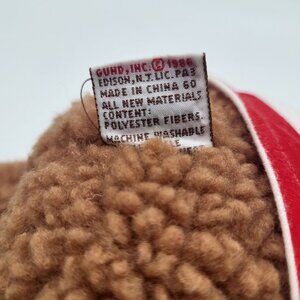 GUND, INC. © 1986
EDISON, N.J. LIC. PA3
MADE IN CHINA 60
ALL NEW MATERIALS
CONTENT:
POLYESTER FIBERS.
MACHINE WASHABLE